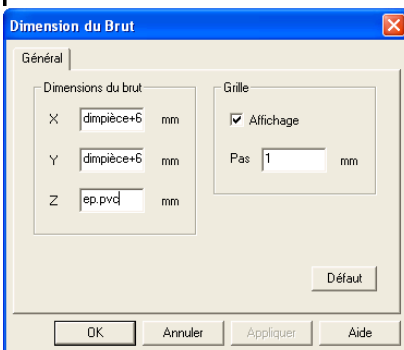 Dimension du Brut
Général
Dimensions du brut
X dimpièce+6 mm
Y dimpièce+6 mm
Z ep.pvc mm
Grille
Affichage
Pas 1 mm
Défaut
OK Annuler Appliquer Aide